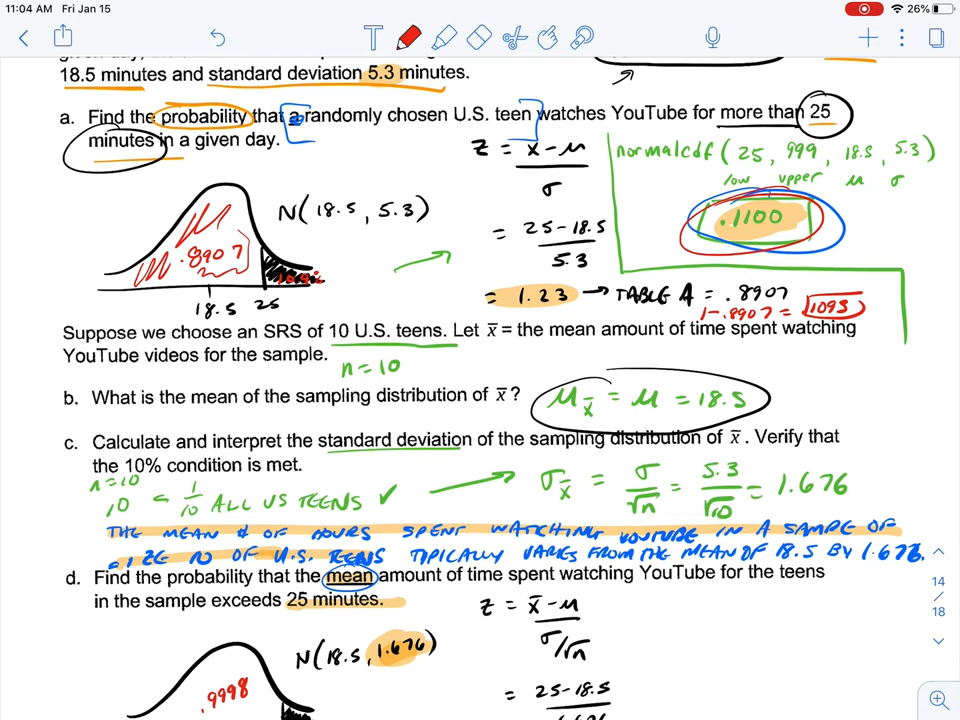 11:04 AM Fri Jan 15
26%
18.5 minutes and standard deviation 5.3 minutes.
a. Find the probability that a randomly chosen U.S. teen watches YouTube for more than 25
minutes in a given day.
z = x - μ
σ
= 25-18.5
5.3
= 1.23 → TABLE A = .8907
1-.8907 = .1093
normalcdf (25, 999, 18.5, 5.3)
low upper μ σ
.1100
N(18.5, 5.3)
.8907
18.5 25
Suppose we choose an SRS of 10 U.S. teens. Let x̄ = the mean amount of time spent watching
YouTube videos for the sample.
n=10
b. What is the mean of the sampling distribution of x̄ ?
μx̄ = μ = 18.5
c. Calculate and interpret the standard deviation of the sampling distribution of x̄ . Verify that
the 10% condition is met.
n=10
10 ≤ 1/10 ALL US TEENS ✓
σx̄ = σ/√n = 5.3/√10 = 1.676
THE MEAN # OF HOURS SPENT WATCHING YOUTUBE IN A SAMPLE OF
SIZE 10 OF U.S. TEENS TYPICALLY VARIES FROM THE MEAN OF 18.5 BY 1.676.
d. Find the probability that the mean amount of time spent watching YouTube for the teens
in the sample exceeds 25 minutes.
z = x̄-μ
σ/√n
= 25-18.5
N(18.5, 1.676)
.9998
14
/
18